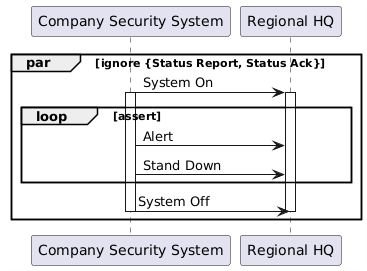 Company Security System Regional HQ
par [ignore {Status Report, Status Ack}]
System On
loop [assert]
Alert
Stand Down
System Off
Company Security System Regional HQ